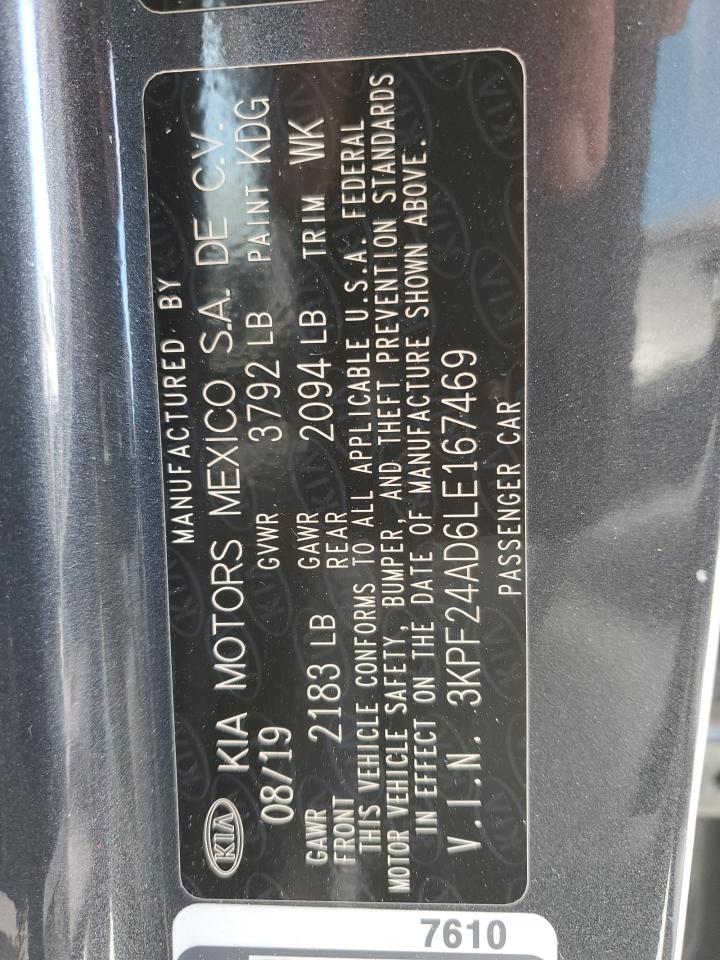 MANUFACTURED BY
KIA KIA MOTORS MEXICO S.A. DE C.V.
08/19 GVWR 3792 LB PAINT KDG
GAWR FRONT 2183 LB GAWR REAR 2094 LB TRIM WK
THIS VEHICLE CONFORMS TO ALL APPLICABLE U.S.A. FEDERAL
MOTOR VEHICLE SAFETY, BUMPER, AND THEFT PREVENTION STANDARDS
IN EFFECT ON THE DATE OF MANUFACTURE SHOWN ABOVE.
V.I.N. 3KPF24AD6LE167469
PASSENGER CAR
7610